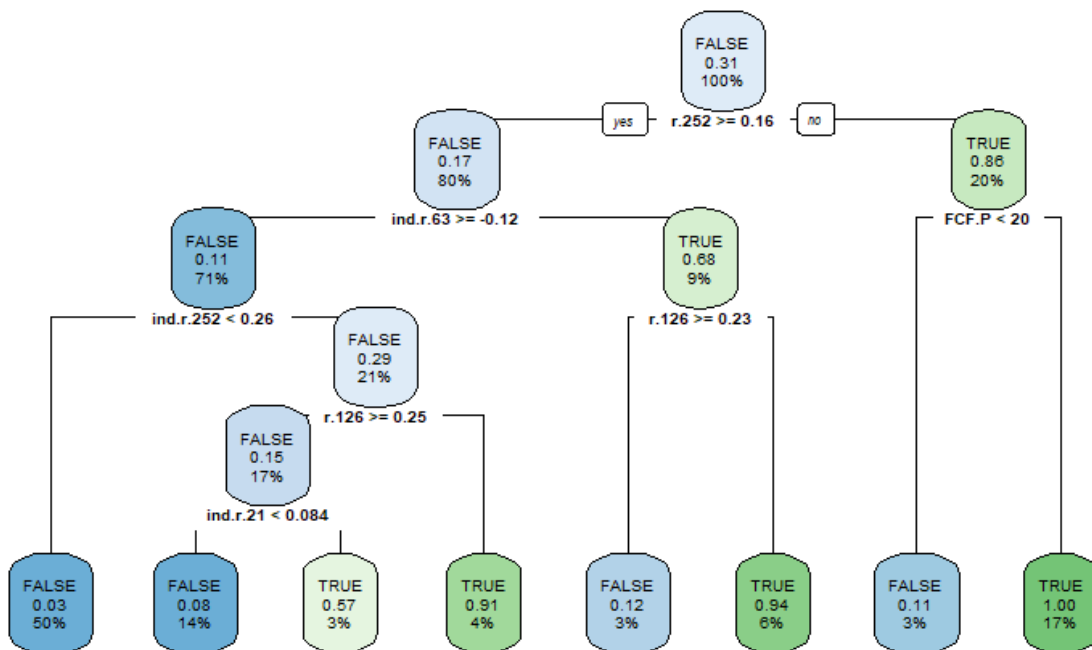 FALSE
0.31
100%
yes
r.252 >= 0.16
no
FALSE
0.17
80%
TRUE
0.86
20%
ind.r.63 >= -0.12
FCF.P < 20
FALSE
0.11
71%
TRUE
0.68
9%
ind.r.252 < 0.26
r.126 >= 0.23
FALSE
0.29
21%
r.126 >= 0.25
FALSE
0.15
17%
ind.r.21 < 0.084
FALSE
0.03
50%
FALSE
0.08
14%
TRUE
0.57
3%
TRUE
0.91
4%
FALSE
0.12
3%
TRUE
0.94
6%
FALSE
0.11
3%
TRUE
1.00
17%